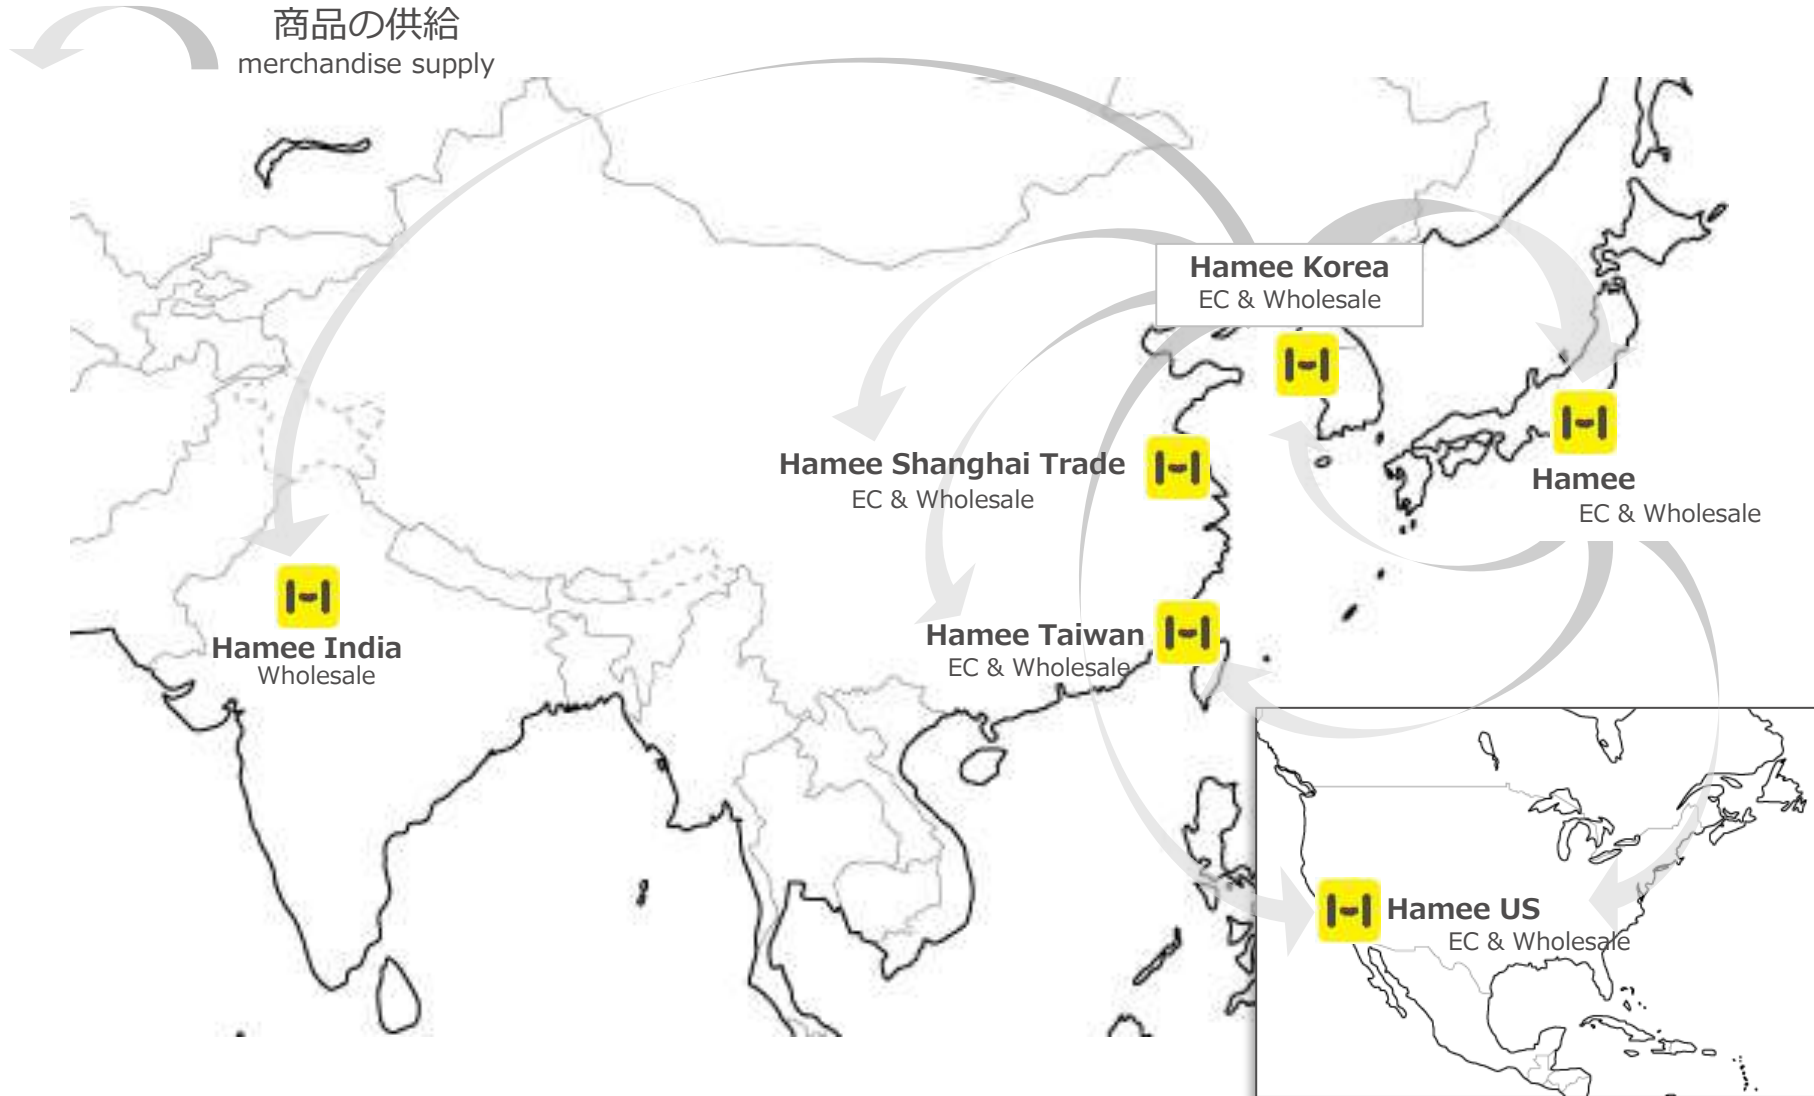 商品の供給
merchandise supply
Hamee Korea
EC & Wholesale
Hamee Shanghai Trade
EC & Wholesale
Hamee
EC & Wholesale
Hamee India
Wholesale
Hamee Taiwan
EC & Wholesale
Hamee US
EC & Wholesale